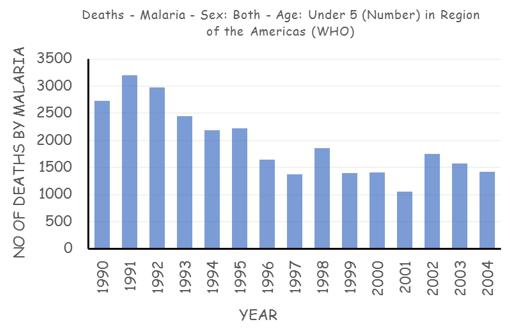 Deaths - Malaria - Sex: Both - Age: Under 5 (Number) in Region
of the Americas (WHO)
NO OF DEATHS BY MALARIA
3500
3000
2500
2000
1500
1000
500
0
1990 1991 1992 1993 1994 1995 1996 1997 1998 1999 2000 2001 2002 2003 2004
YEAR